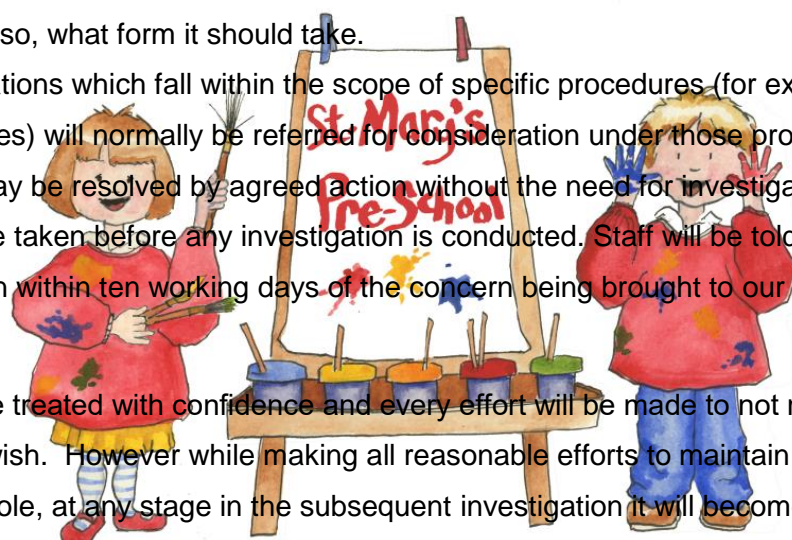 so, what form it should take.
tions which fall within the scope of specific procedures (for ex
es) will normally be referred for consideration under those pro
ay be resolved by agreed action without the need for investiga
e taken before any investigation is conducted. Staff will be told
n within ten working days of the concern being brought to our
e treated with confidence and every effort will be made to not r
ish.  However while making all reasonable efforts to maintain
ole, at any stage in the subsequent investigation it will becom
St. Mary's
Pre-School